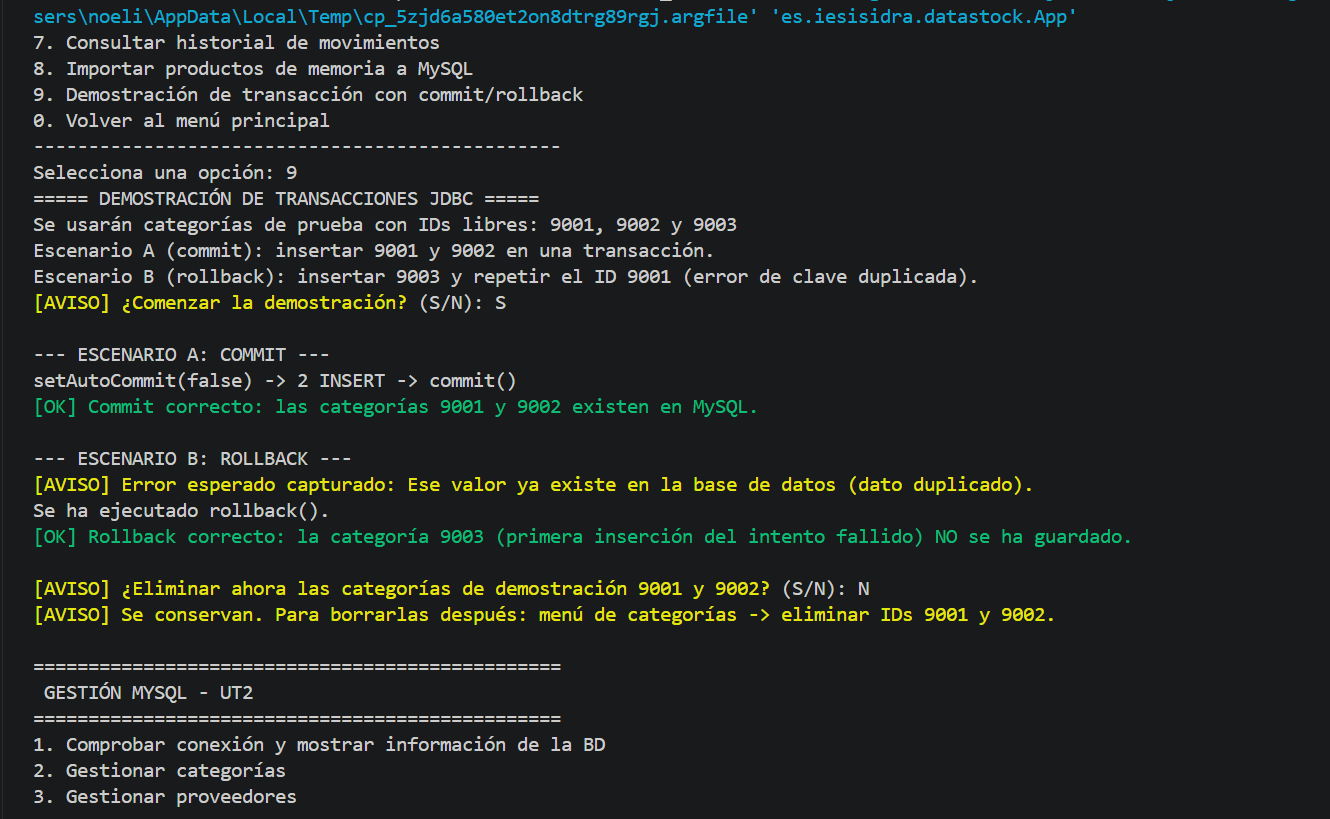 sers\noeli\AppData\Local\Temp\cp_5zjd6a580et2on8dtrg89rgj.argfile' 'es.iesisidra.datastock.App'
7. Consultar historial de movimientos
8. Importar productos de memoria a MySQL
9. Demostración de transacción con commit/rollback
0. Volver al menú principal
------------------------------------------------
Selecciona una opción: 9
===== DEMOSTRACIÓN DE TRANSACCIONES JDBC =====
Se usarán categorías de prueba con IDs libres: 9001, 9002 y 9003
Escenario A (commit): insertar 9001 y 9002 en una transacción.
Escenario B (rollback): insertar 9003 y repetir el ID 9001 (error de clave duplicada).
[AVISO] ¿Comenzar la demostración? (S/N): S
--- ESCENARIO A: COMMIT ---
setAutoCommit(false) -> 2 INSERT -> commit()
[OK] Commit correcto: las categorías 9001 y 9002 existen en MySQL.
--- ESCENARIO B: ROLLBACK ---
[AVISO] Error esperado capturado: Ese valor ya existe en la base de datos (dato duplicado).
Se ha ejecutado rollback().
[OK] Rollback correcto: la categoría 9003 (primera inserción del intento fallido) NO se ha guardado.
[AVISO] ¿Eliminar ahora las categorías de demostración 9001 y 9002? (S/N): N
[AVISO] Se conservan. Para borrarlas después: menú de categorías -> eliminar IDs 9001 y 9002.
================================================
GESTIÓN MYSQL - UT2
================================================
1. Comprobar conexión y mostrar información de la BD
2. Gestionar categorías
3. Gestionar proveedores